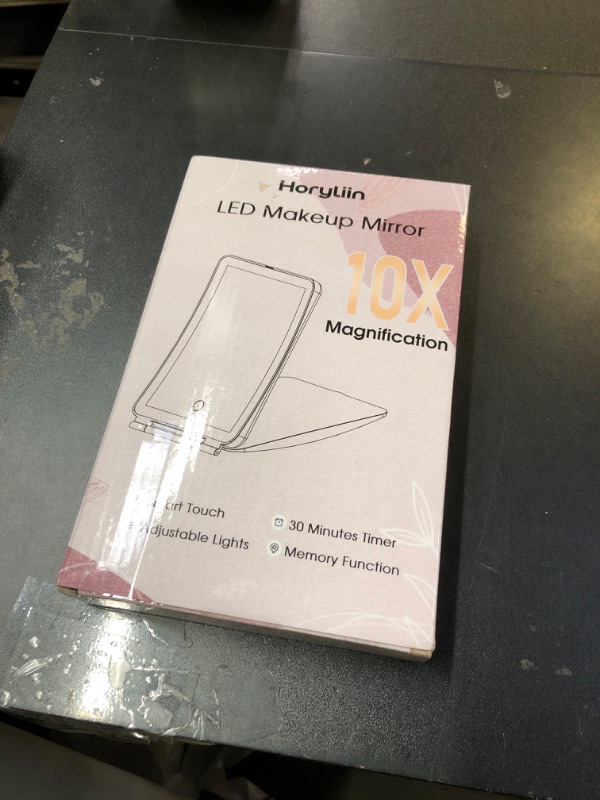 Horyliin
LED Makeup Mirror
10X
Magnification
Touch
Adjustable Lights
30 Minutes Timer
Memory Function